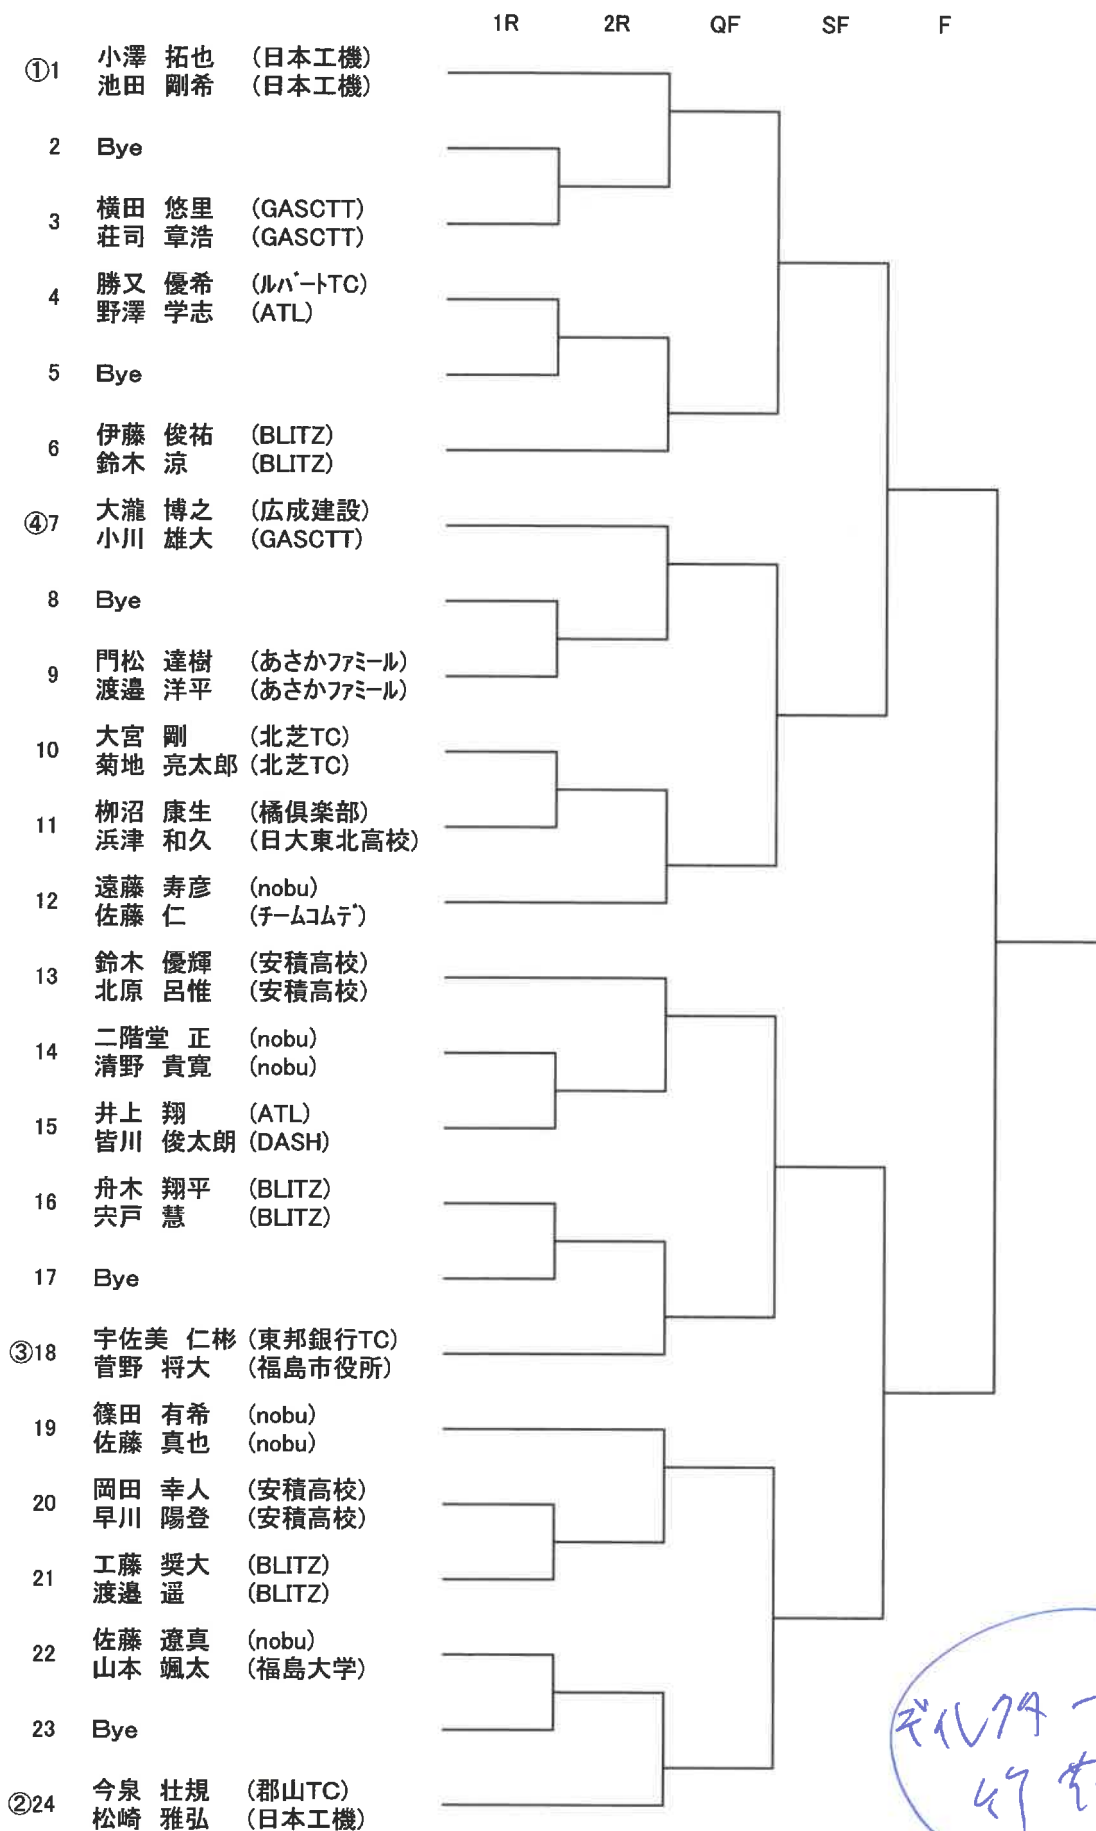 1R 2R QF SF F
①1 小澤 拓也 (日本工機)
池田 剛希 (日本工機)
2 Bye
3 横田 悠里 (GASCTT)
荘司 章浩 (GASCTT)
4 勝又 優希 (ﾙﾊﾞｰﾄTC)
野澤 学志 (ATL)
5 Bye
6 伊藤 俊祐 (BLITZ)
鈴木 涼 (BLITZ)
④7 大瀧 博之 (広成建設)
小川 雄大 (GASCTT)
8 Bye
9 門松 達樹 (あさかﾌｧﾐｰﾙ)
渡邉 洋平 (あさかﾌｧﾐｰﾙ)
10 大宮 剛 (北芝TC)
菊地 亮太郎 (北芝TC)
11 柳沼 康生 (橘倶楽部)
浜津 和久 (日大東北高校)
12 遠藤 寿彦 (nobu)
佐藤 仁 (ﾁｰﾑｺﾑﾃﾞ)
13 鈴木 優輝 (安積高校)
北原 呂惟 (安積高校)
14 二階堂 正 (nobu)
清野 貴寛 (nobu)
15 井上 翔 (ATL)
皆川 俊太朗 (DASH)
16 舟木 翔平 (BLITZ)
宍戸 慧 (BLITZ)
17 Bye
③18 宇佐美 仁彬 (東邦銀行TC)
菅野 将大 (福島市役所)
19 篠田 有希 (nobu)
佐藤 真也 (nobu)
20 岡田 幸人 (安積高校)
早川 陽登 (安積高校)
21 工藤 奨大 (BLITZ)
渡邉 遥 (BLITZ)
22 佐藤 遼真 (nobu)
山本 颯太 (福島大学)
23 Bye
②24 今泉 壮規 (郡山TC)
松崎 雅弘 (日本工機)
ディレクター